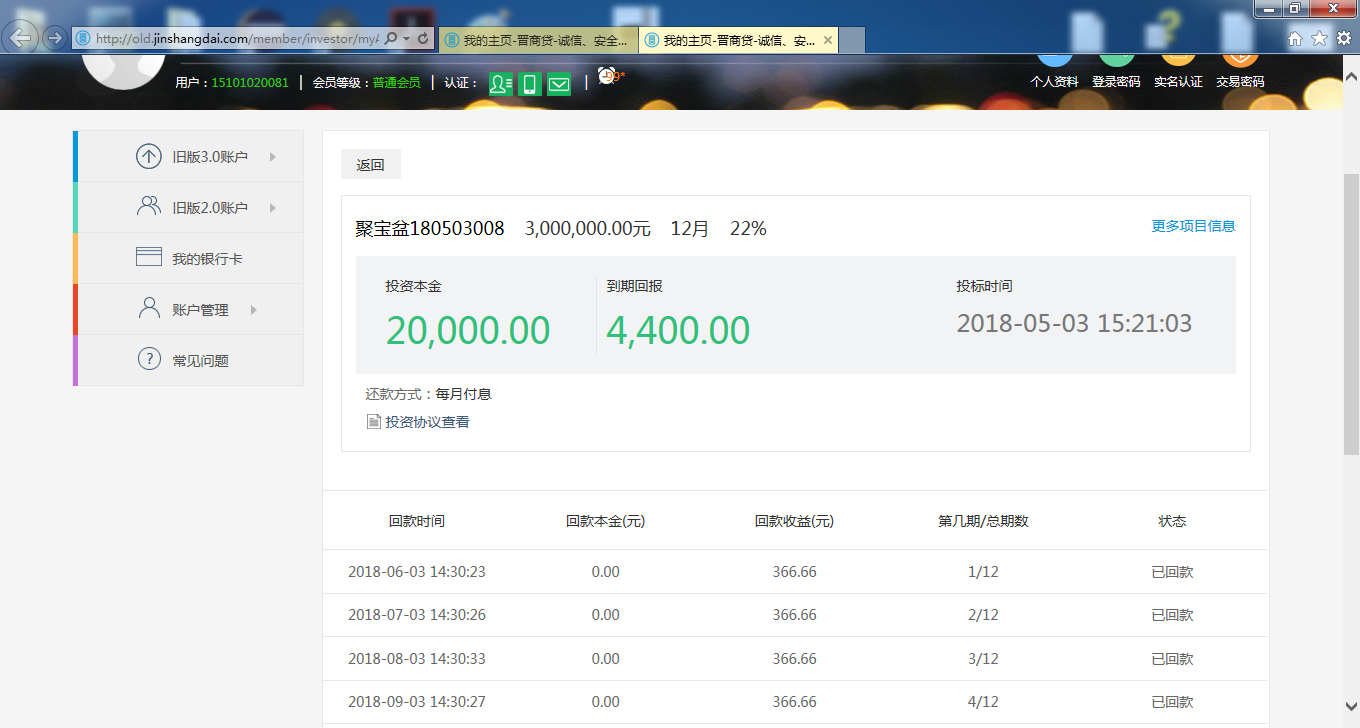 http://old.jinshangdai.com/member/investor/my
我的主页-晋商贷-诚信、安全...
我的主页-晋商贷-诚信、安...
用户：15101020081 | 会员等级：普通会员 | 认证： | 99+
个人资料 登录密码 实名认证 交易密码
旧版3.0账户
旧版2.0账户
我的银行卡
账户管理
常见问题
返回
聚宝盆180503008 3,000,000.00元 12月 22%
更多项目信息
投资本金 到期回报 投标时间
20,000.00 4,400.00 2018-05-03 15:21:03
还款方式：每月付息
投资协议查看
回款时间 回款本金(元) 回款收益(元) 第几期/总期数 状态
2018-06-03 14:30:23 0.00 366.66 1/12 已回款
2018-07-03 14:30:26 0.00 366.66 2/12 已回款
2018-08-03 14:30:33 0.00 366.66 3/12 已回款
2018-09-03 14:30:27 0.00 366.66 4/12 已回款